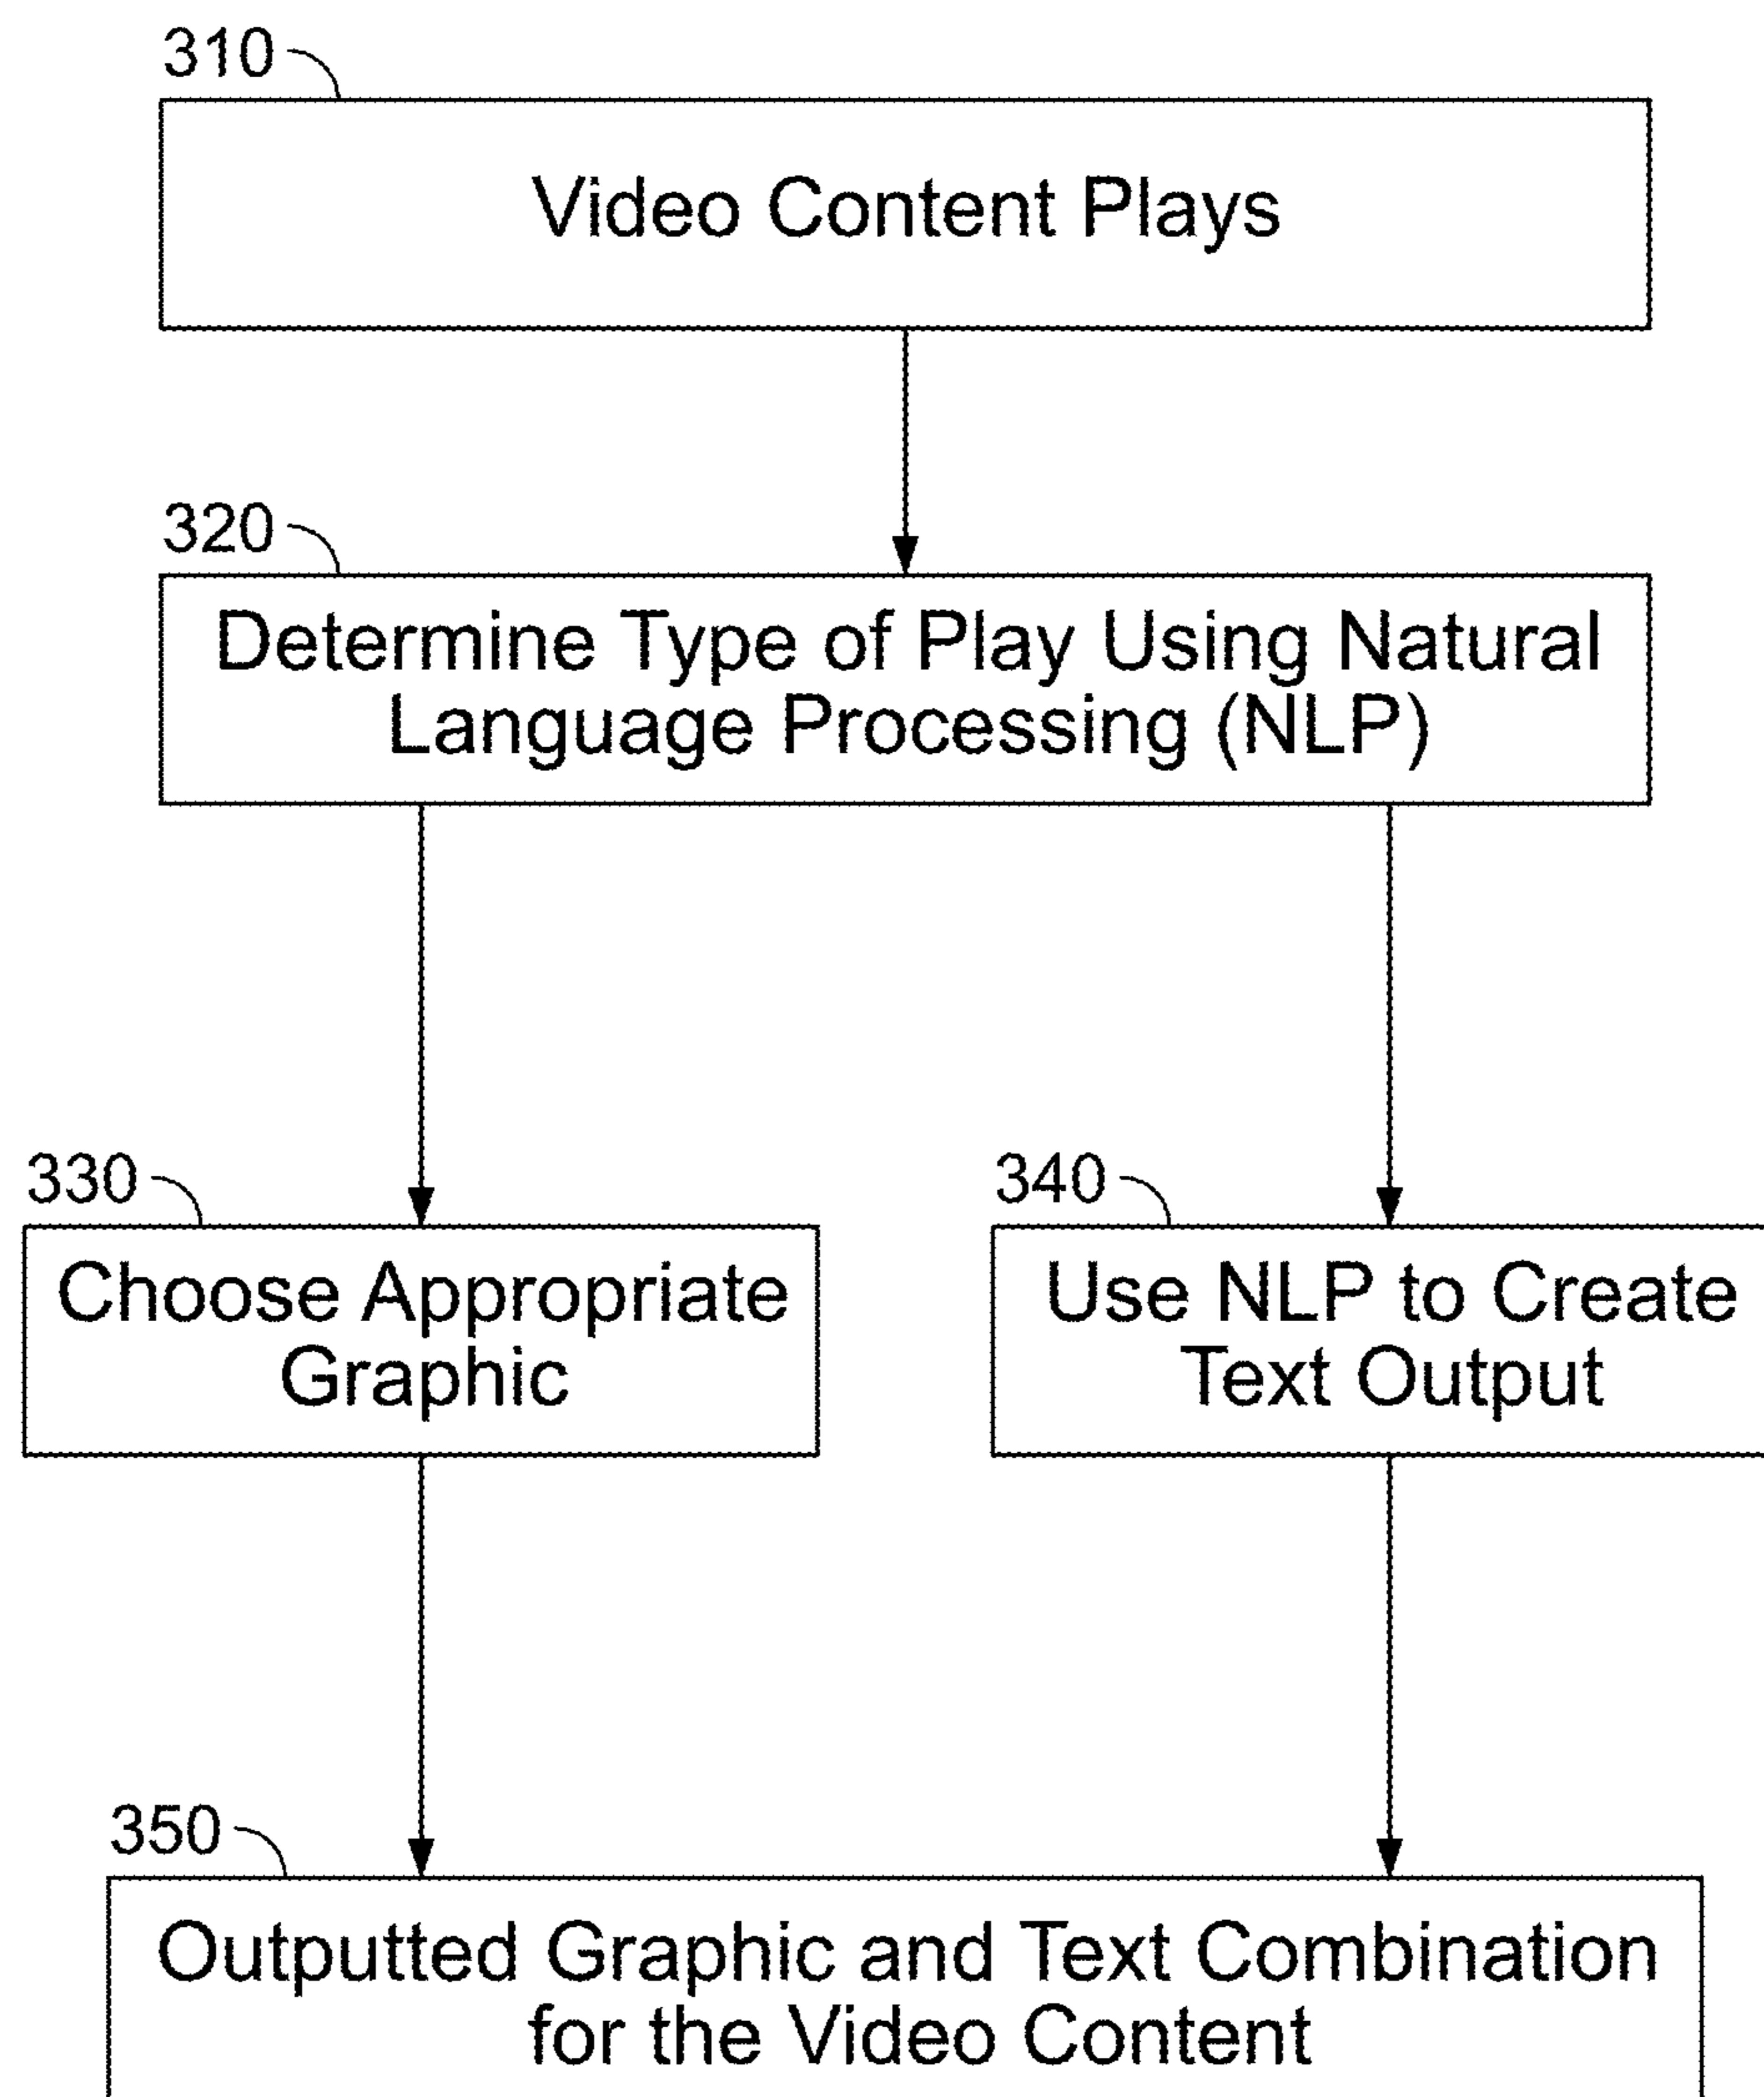 310
Video Content Plays
320
Determine Type of Play Using Natural
Language Processing (NLP)
330
Choose Appropriate
Graphic
340
Use NLP to Create
Text Output
350
Outputted Graphic and Text Combination
for the Video Content